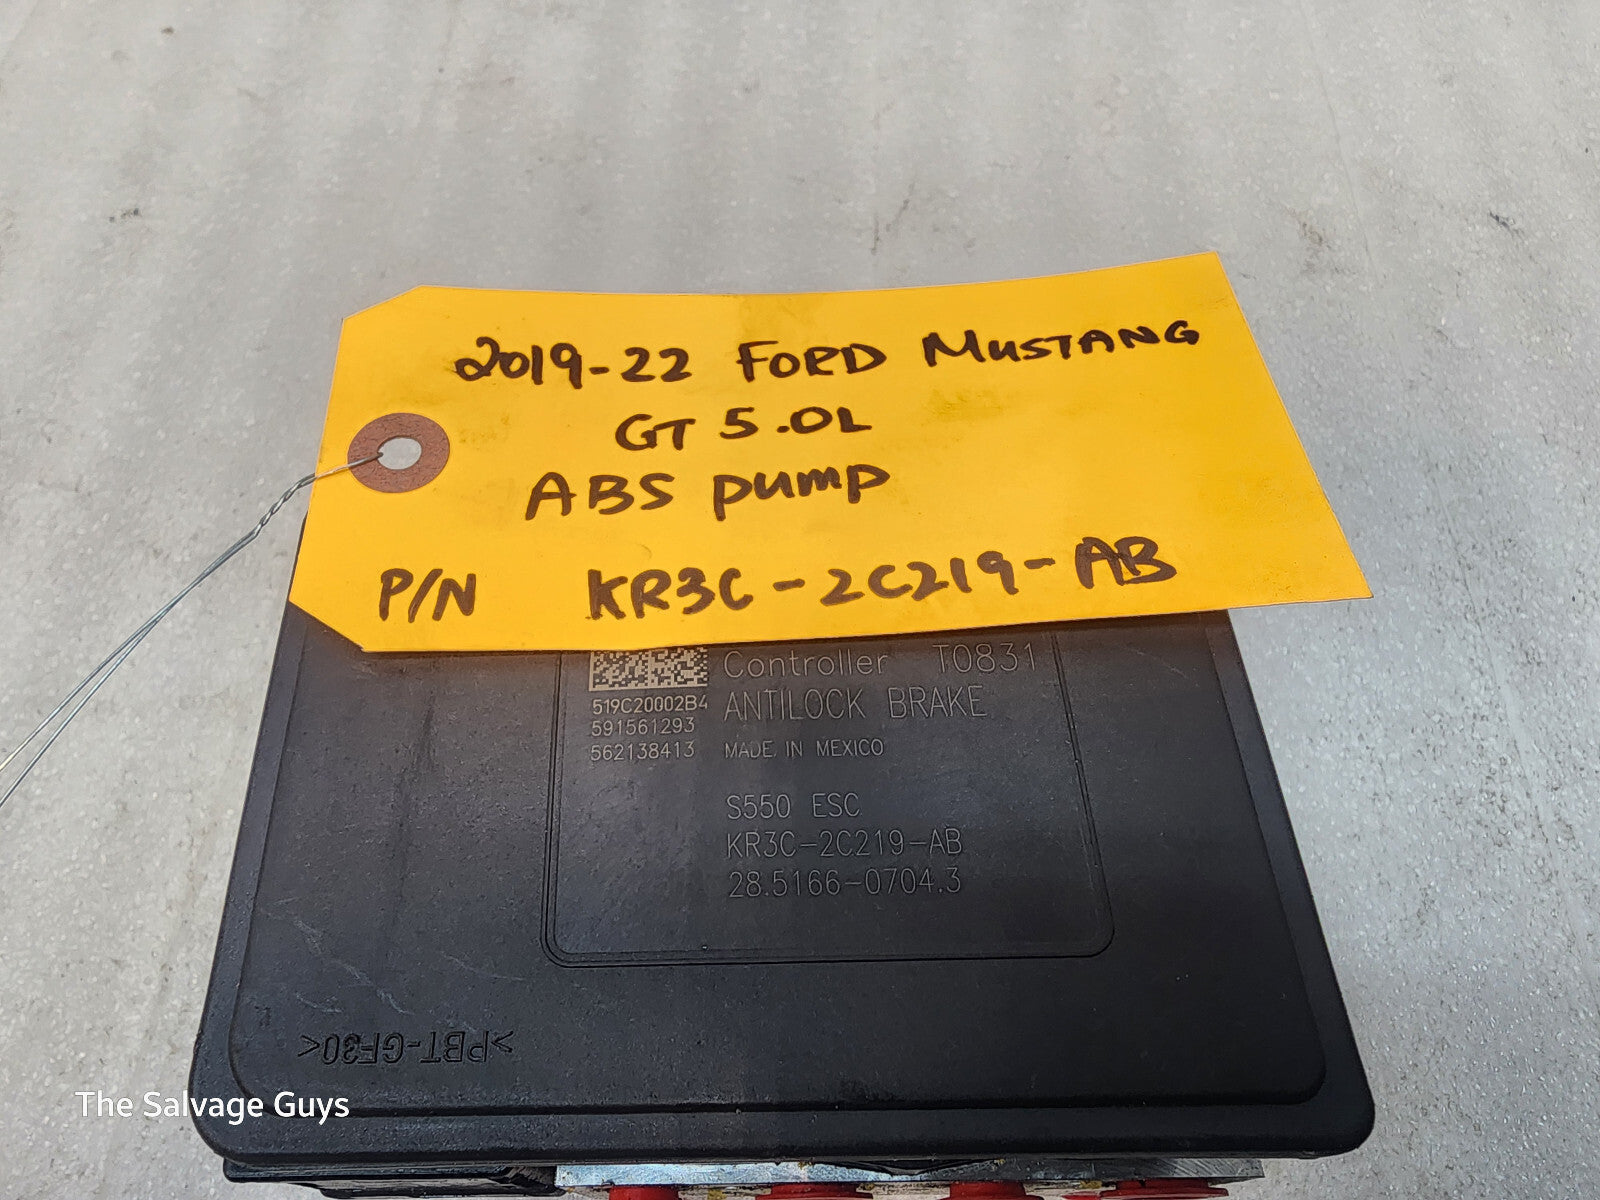 2019-22 FORD MUSTANG
GT 5.0L
ABS PUMP
P/N KR3C-2C219-AB
Controller T0831
519C20002B4 ANTILOCK BRAKE
591561293
562138413 MADE IN MEXICO
S550 ESC
KR3C-2C219-AB
28.5166-0704.3
>PBT-GF30<
The Salvage Guys